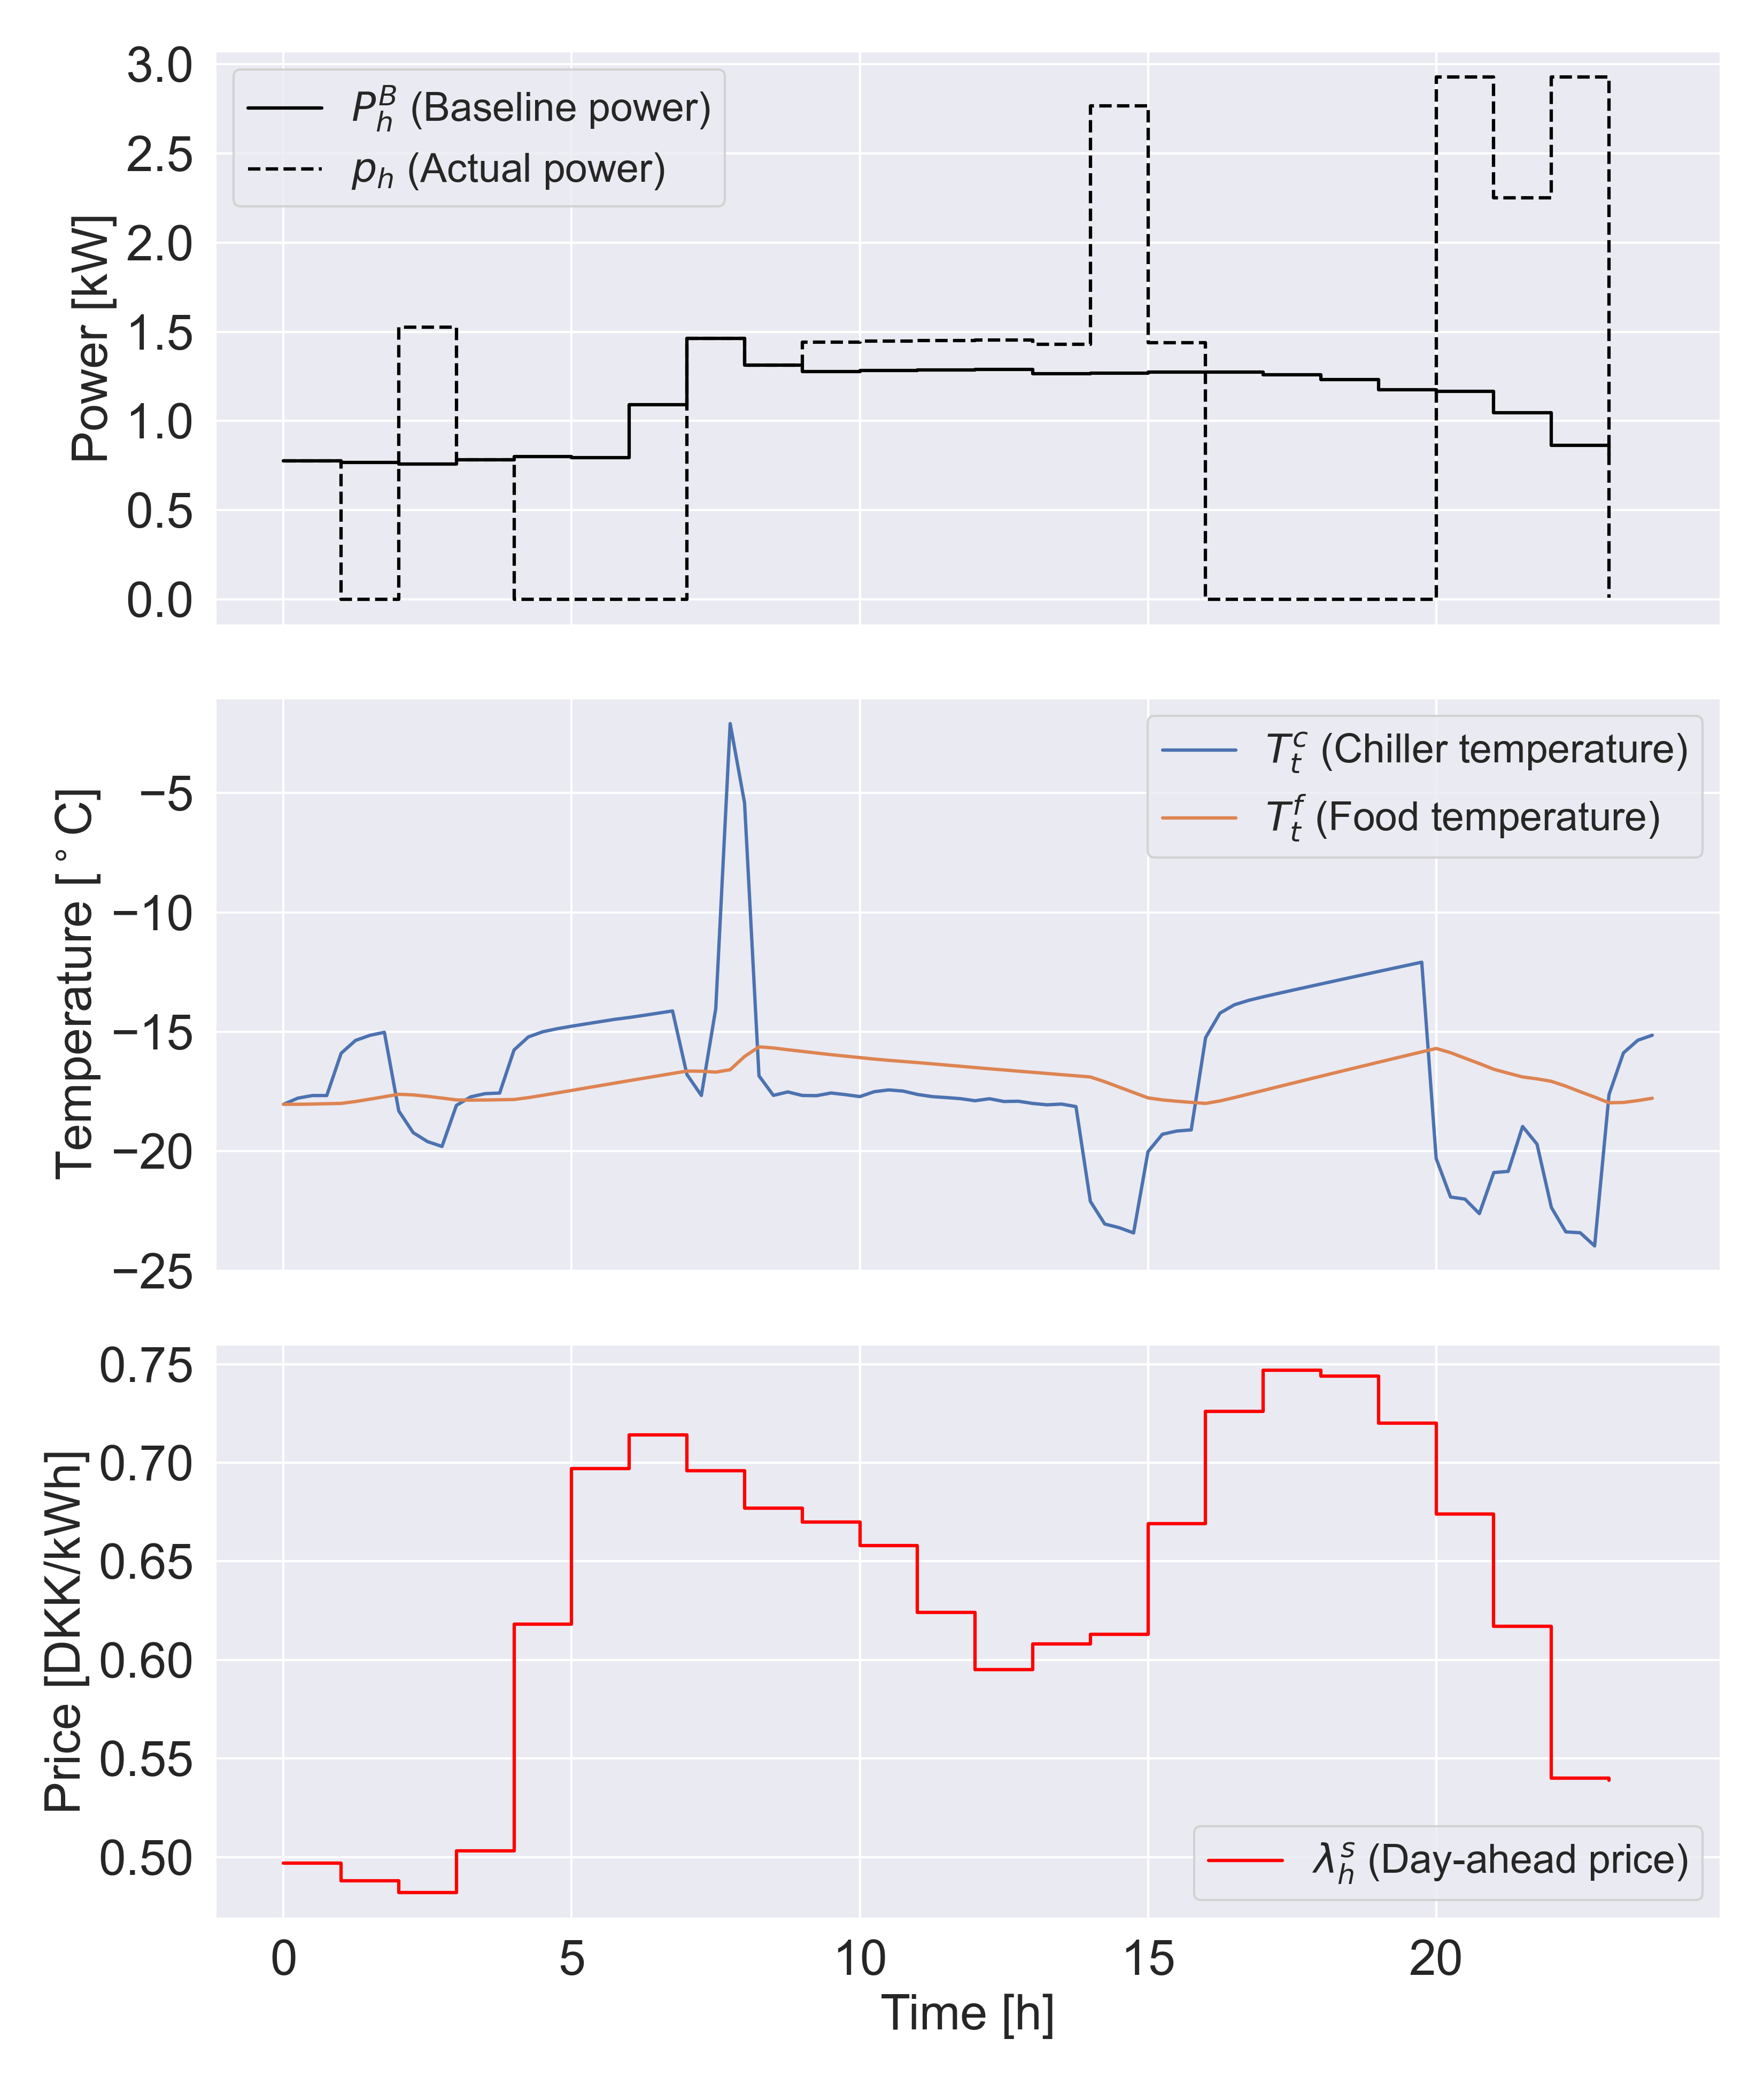 3.0
2.5
2.0
1.5
1.0
0.5
0.0
Power [kW]
P_h^B (Baseline power)
p_h (Actual power)
−5
−10
−15
−20
−25
Temperature [°C]
T_t^c (Chiller temperature)
T_t^f (Food temperature)
0.75
0.70
0.65
0.60
0.55
0.50
Price [DKK/kWh]
λ_h^s (Day-ahead price)
0 5 10 15 20
Time [h]